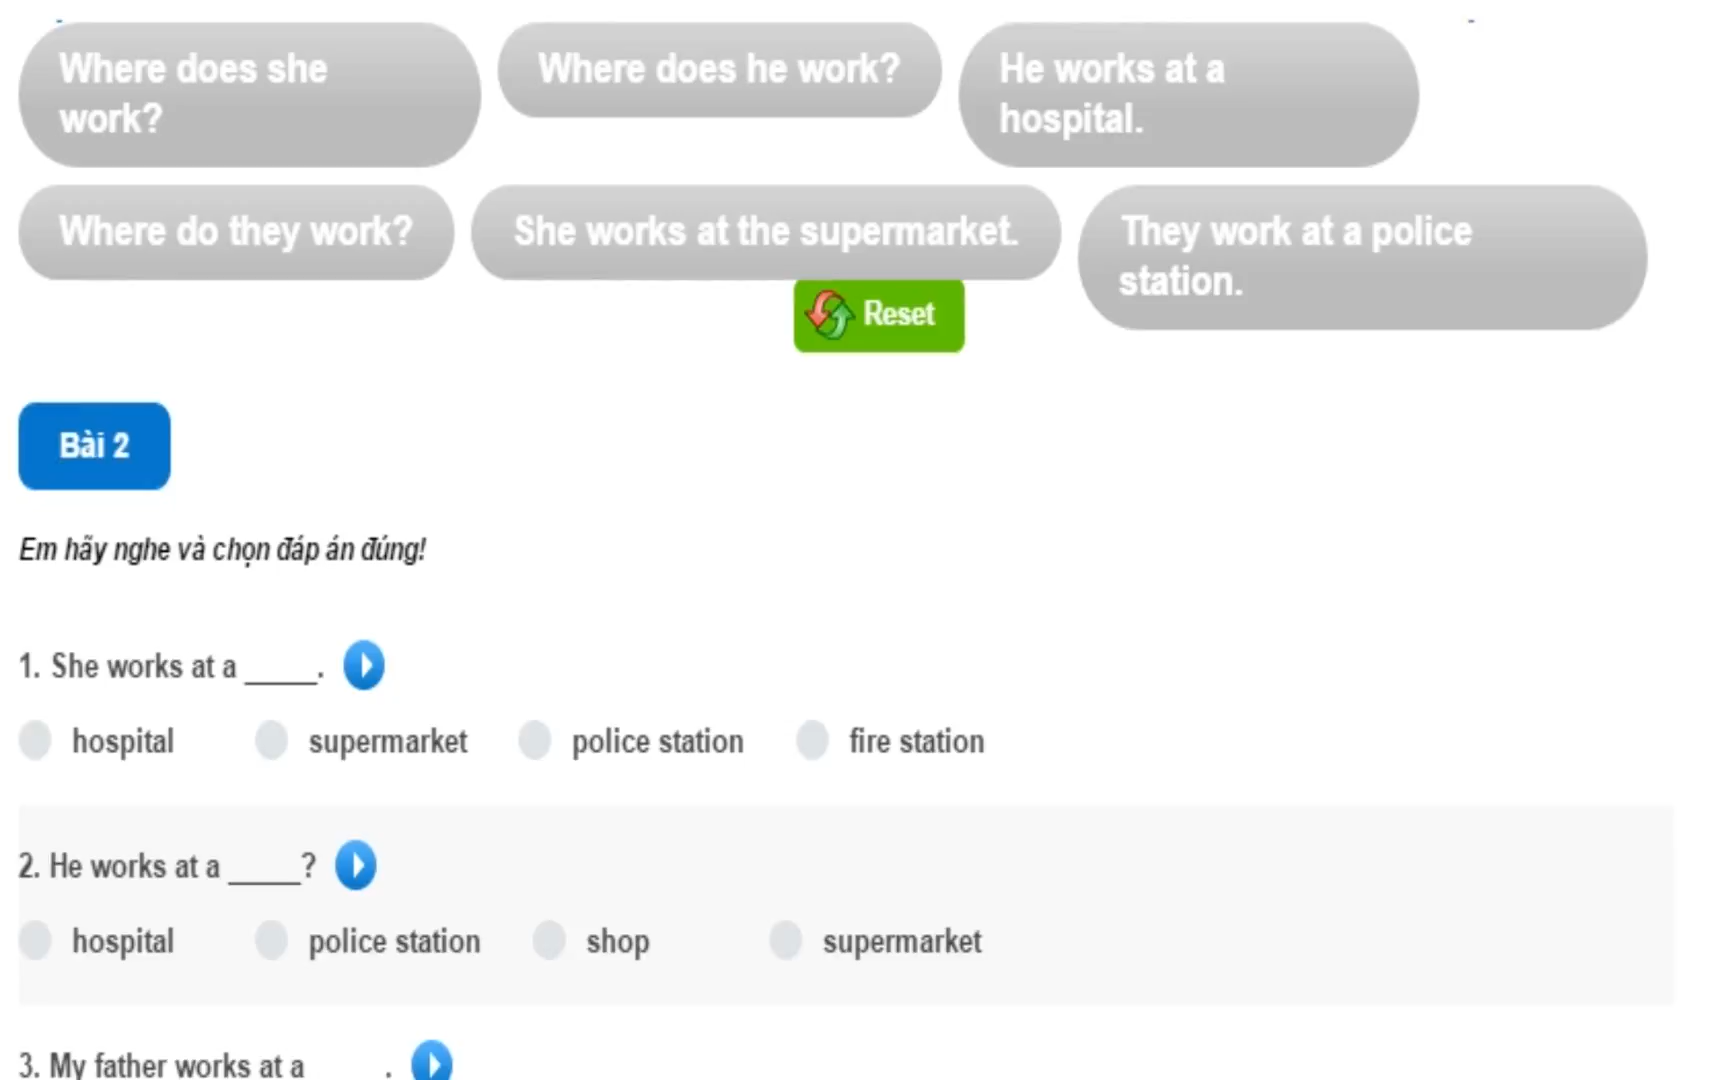 Where does she
work?
Where does he work?
He works at a
hospital.
Where do they work?
She works at the supermarket.
They work at a police
station.
Reset
Bài 2
Em hãy nghe và chọn đáp án đúng!
1. She works at a _____.
hospital
supermarket
police station
fire station
2. He works at a _____?
hospital
police station
shop
supermarket
3. My father works at a .